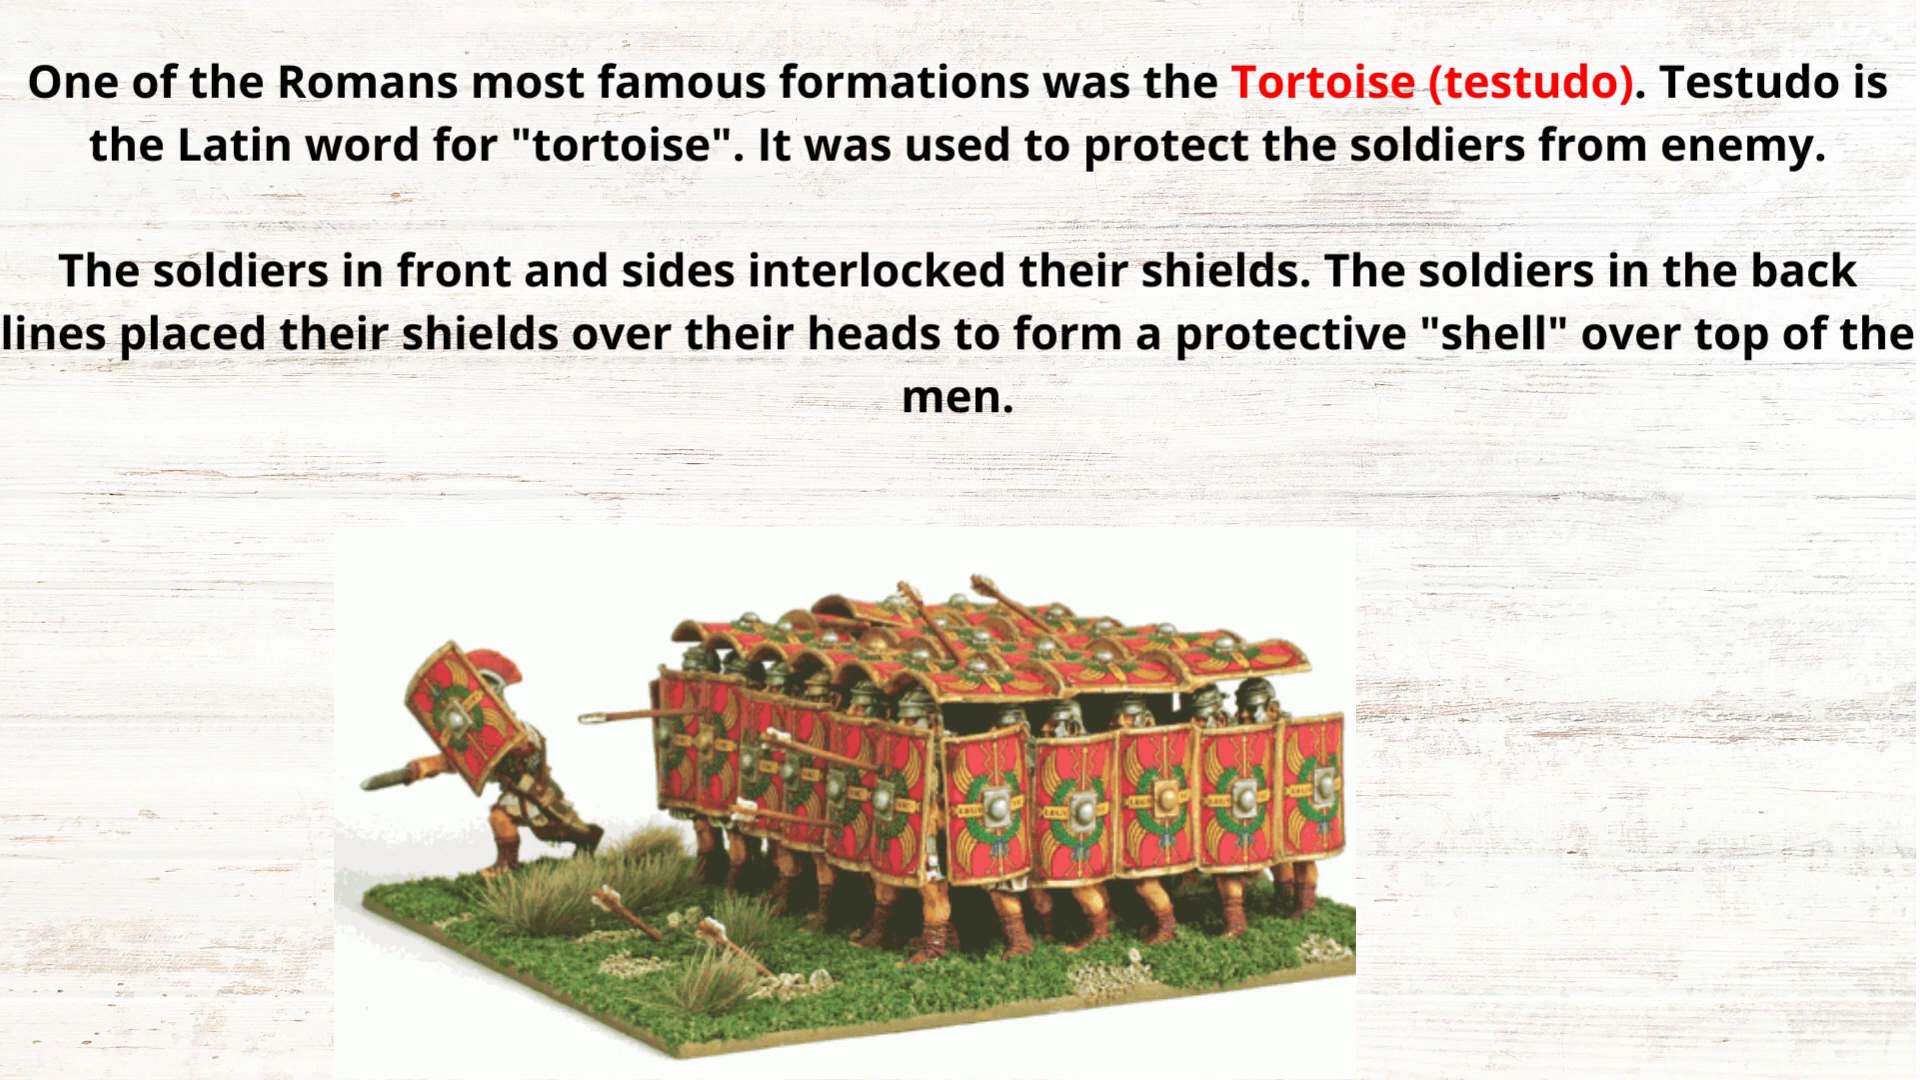 One of the Romans most famous formations was the Tortoise (testudo). Testudo is
the Latin word for "tortoise". It was used to protect the soldiers from enemy.
The soldiers in front and sides interlocked their shields. The soldiers in the back
lines placed their shields over their heads to form a protective "shell" over top of the
men.